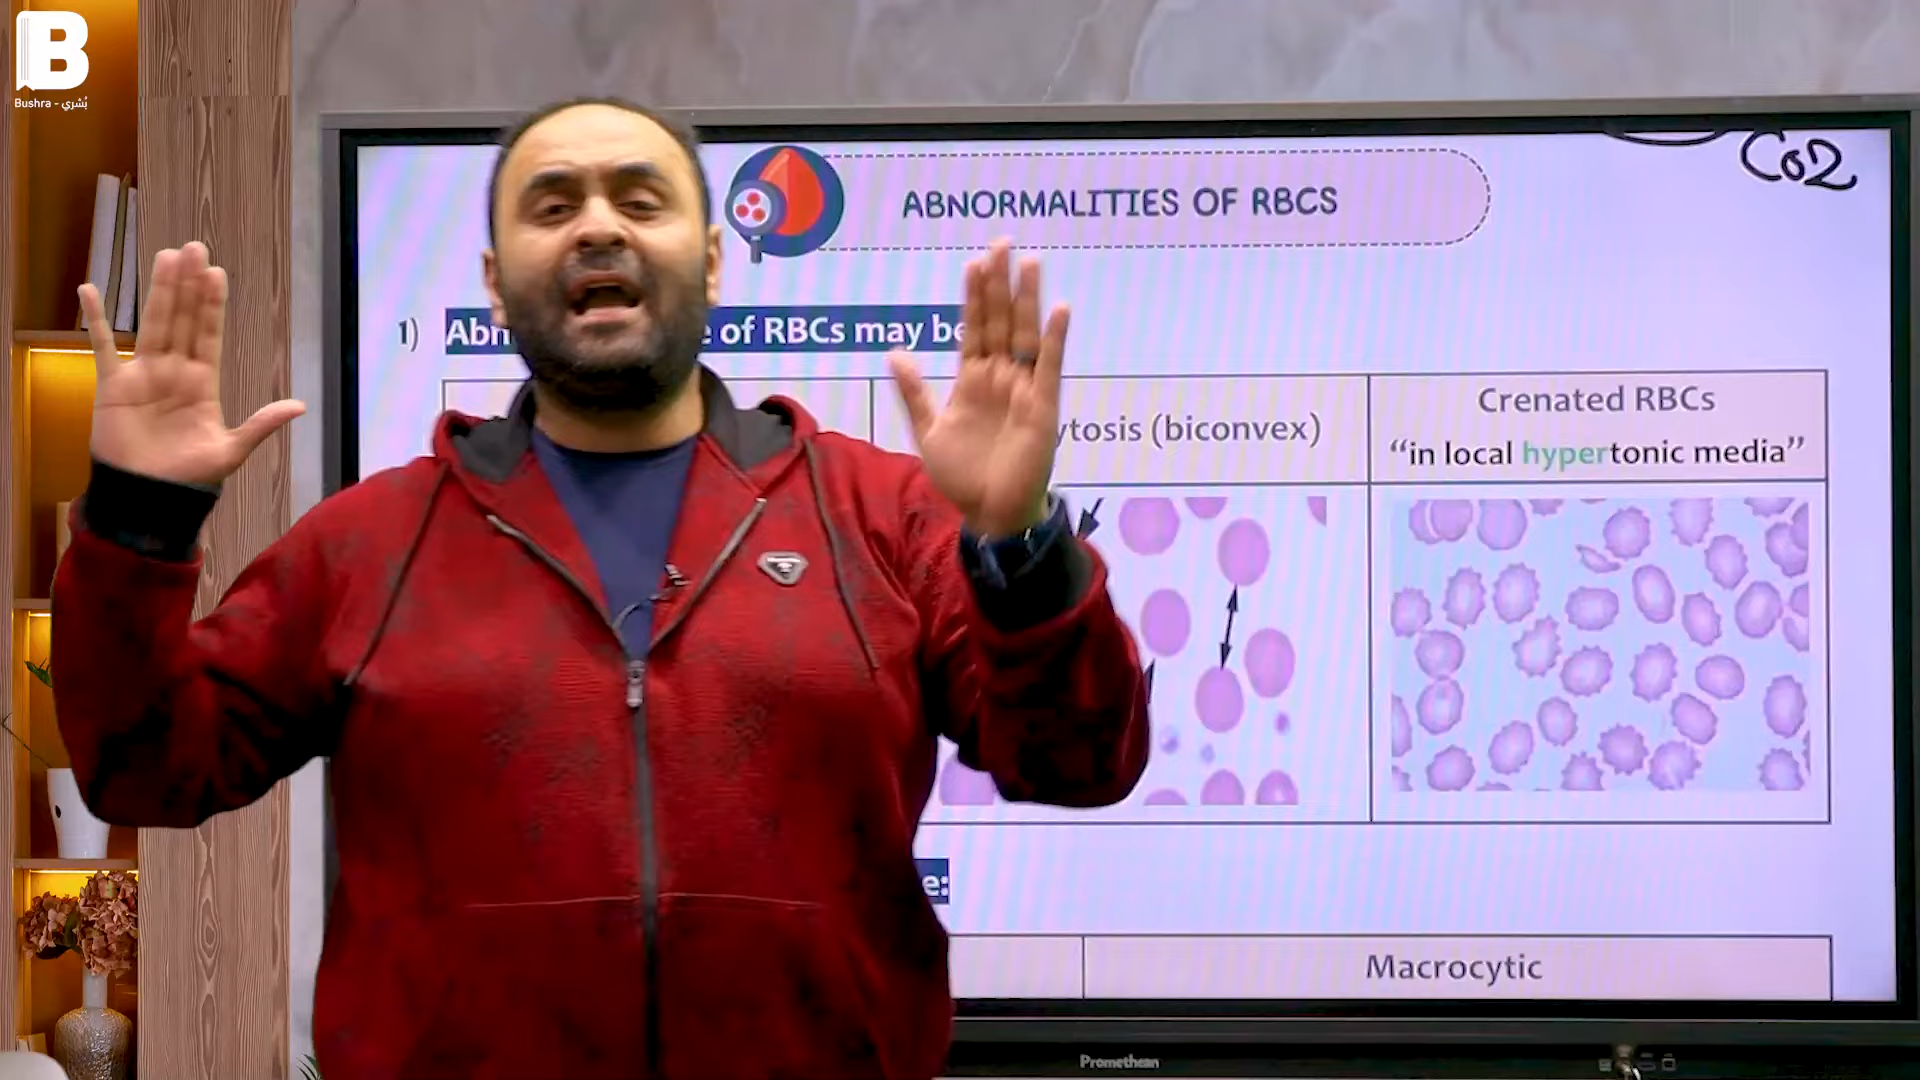 B
Bushra - بُشري
Co2
ABNORMALITIES OF RBCS
1) Abn
of RBCs may be
ytosis (biconvex)
Crenated RBCs
“in local hypertonic media”
e:
Macrocytic
Promethean